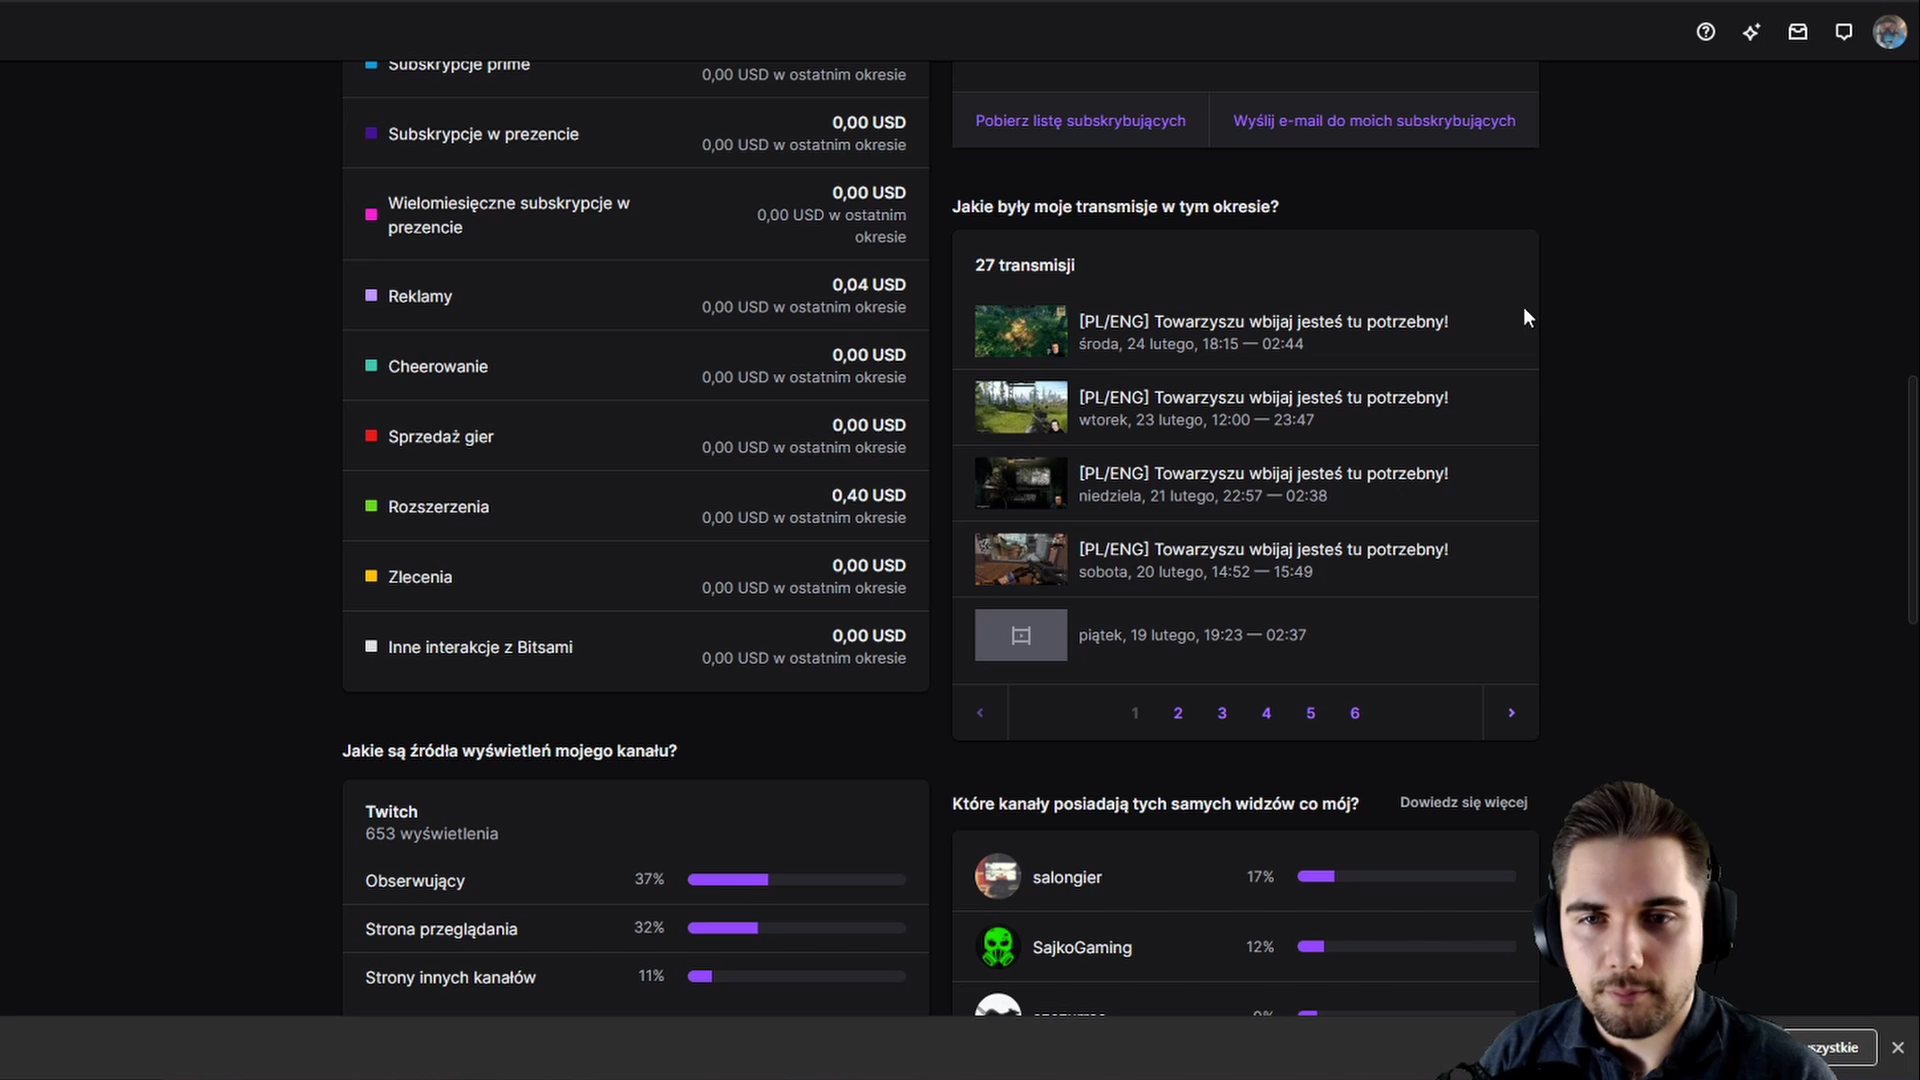 Subskrypcje prime
0,00 USD w ostatnim okresie
Subskrypcje w prezencie
0,00 USD
0,00 USD w ostatnim okresie
Wielomiesięczne subskrypcje w
prezencie
0,00 USD
0,00 USD w ostatnim
okresie
Reklamy
0,04 USD
0,00 USD w ostatnim okresie
Cheerowanie
0,00 USD
0,00 USD w ostatnim okresie
Sprzedaż gier
0,00 USD
0,00 USD w ostatnim okresie
Rozszerzenia
0,40 USD
0,00 USD w ostatnim okresie
Zlecenia
0,00 USD
0,00 USD w ostatnim okresie
Inne interakcje z Bitsami
0,00 USD
0,00 USD w ostatnim okresie
Jakie są źródła wyświetleń mojego kanału?
Twitch
653 wyświetlenia
Obserwujący 37%
Strona przeglądania 32%
Strony innych kanałów 11%
Pobierz listę subskrybujących
Wyślij e-mail do moich subskrybujących
Jakie były moje transmisje w tym okresie?
27 transmisji
[PL/ENG] Towarzyszu wbijaj jesteś tu potrzebny!
środa, 24 lutego, 18:15 — 02:44
[PL/ENG] Towarzyszu wbijaj jesteś tu potrzebny!
wtorek, 23 lutego, 12:00 — 23:47
[PL/ENG] Towarzyszu wbijaj jesteś tu potrzebny!
niedziela, 21 lutego, 22:57 — 02:38
[PL/ENG] Towarzyszu wbijaj jesteś tu potrzebny!
sobota, 20 lutego, 14:52 — 15:49
piątek, 19 lutego, 19:23 — 02:37
1 2 3 4 5 6
Które kanały posiadają tych samych widzów co mój?
Dowiedz się więcej
salongier 17%
SajkoGaming 12%